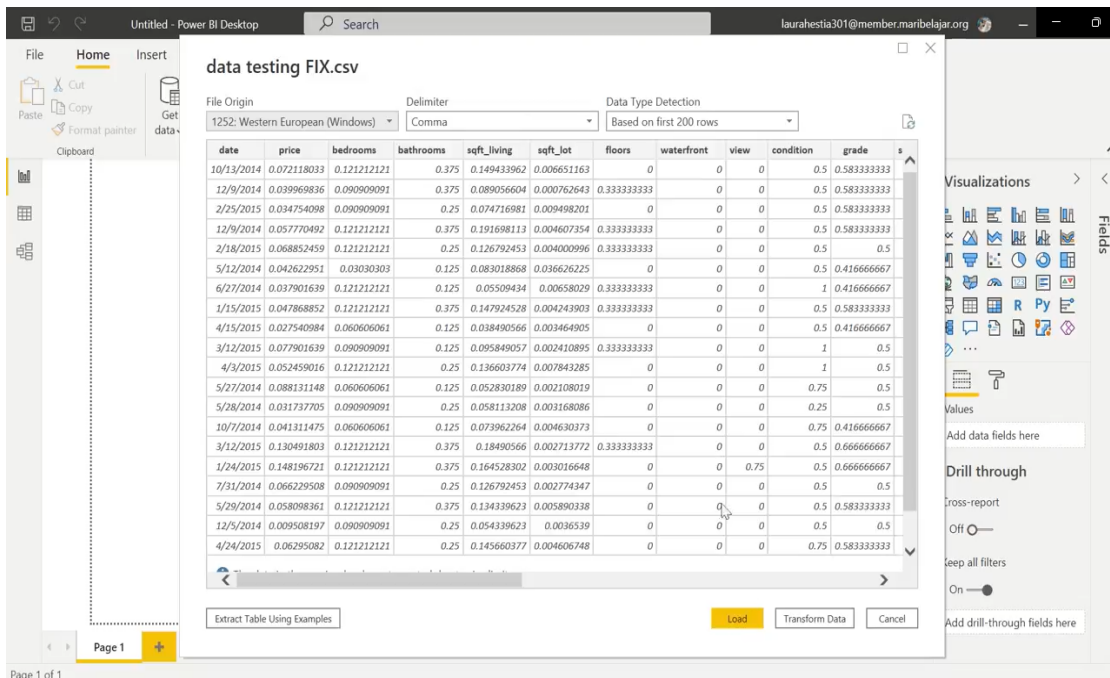 Untitled - Power BI Desktop
Search
laurahestia301@member.maribelajar.org
File Home Insert
Paste
Cut
Copy
Format painter
Clipboard
Get
data
data testing FIX.csv
File Origin Delimiter Data Type Detection
1252: Western European (Windows) Comma Based on first 200 rows
date price bedrooms bathrooms sqft_living sqft_lot floors waterfront view condition grade s
10/13/2014 0.072118033 0.121212121 0.375 0.149433962 0.006651163 0 0 0 0.5 0.583333333
12/9/2014 0.039969836 0.090909091 0.375 0.089056604 0.000762643 0.333333333 0 0 0.5 0.583333333
2/25/2015 0.034754098 0.090909091 0.25 0.074716981 0.009498201 0 0 0 0.5 0.583333333
12/9/2014 0.057770492 0.121212121 0.375 0.191698113 0.004607354 0.333333333 0 0 0.5 0.583333333
2/18/2015 0.068852459 0.121212121 0.25 0.126792453 0.004000996 0.333333333 0 0 0.5 0.5
5/12/2014 0.042622951 0.03030303 0.125 0.083018868 0.036626225 0 0 0 0.5 0.416666667
6/27/2014 0.037901639 0.121212121 0.125 0.05509434 0.00658029 0.333333333 0 0 1 0.416666667
1/15/2015 0.047868852 0.121212121 0.375 0.147924528 0.004243903 0.333333333 0 0 0.5 0.583333333
4/15/2015 0.027540984 0.060606061 0.125 0.038490566 0.003464905 0 0 0 0.5 0.416666667
3/12/2015 0.077901639 0.090909091 0.125 0.095849057 0.002410895 0.333333333 0 0 1 0.5
4/3/2015 0.052459016 0.121212121 0.25 0.136603774 0.007843285 0 0 0 1 0.5
5/27/2014 0.088131148 0.060606061 0.125 0.052830189 0.002108019 0 0 0 0.75 0.5
5/28/2014 0.031737705 0.090909091 0.25 0.058113208 0.003168086 0 0 0 0.25 0.5
10/7/2014 0.041311475 0.060606061 0.125 0.073962264 0.004630373 0 0 0 0.75 0.416666667
3/12/2015 0.130491803 0.121212121 0.375 0.18490566 0.002713772 0.333333333 0 0 0.5 0.666666667
1/24/2015 0.148196721 0.121212121 0.375 0.164528302 0.003016648 0 0 0.75 0.5 0.666666667
7/31/2014 0.066229508 0.090909091 0.25 0.126792453 0.002774347 0 0 0 0.5 0.5
5/29/2014 0.058098361 0.121212121 0.375 0.134339623 0.005890338 0 0 0 0.5 0.583333333
12/5/2014 0.009508197 0.090909091 0.25 0.054339623 0.0036539 0 0 0 0.5 0.5
4/24/2015 0.06295082 0.121212121 0.25 0.145660377 0.004606748 0 0 0 0.75 0.583333333
Extract Table Using Examples Load Transform Data Cancel
Visualizations
Fields
R Py
Values
Add data fields here
Drill through
Cross-report
Off
Keep all filters
On
Add drill-through fields here
Page 1
Page 1 of 1